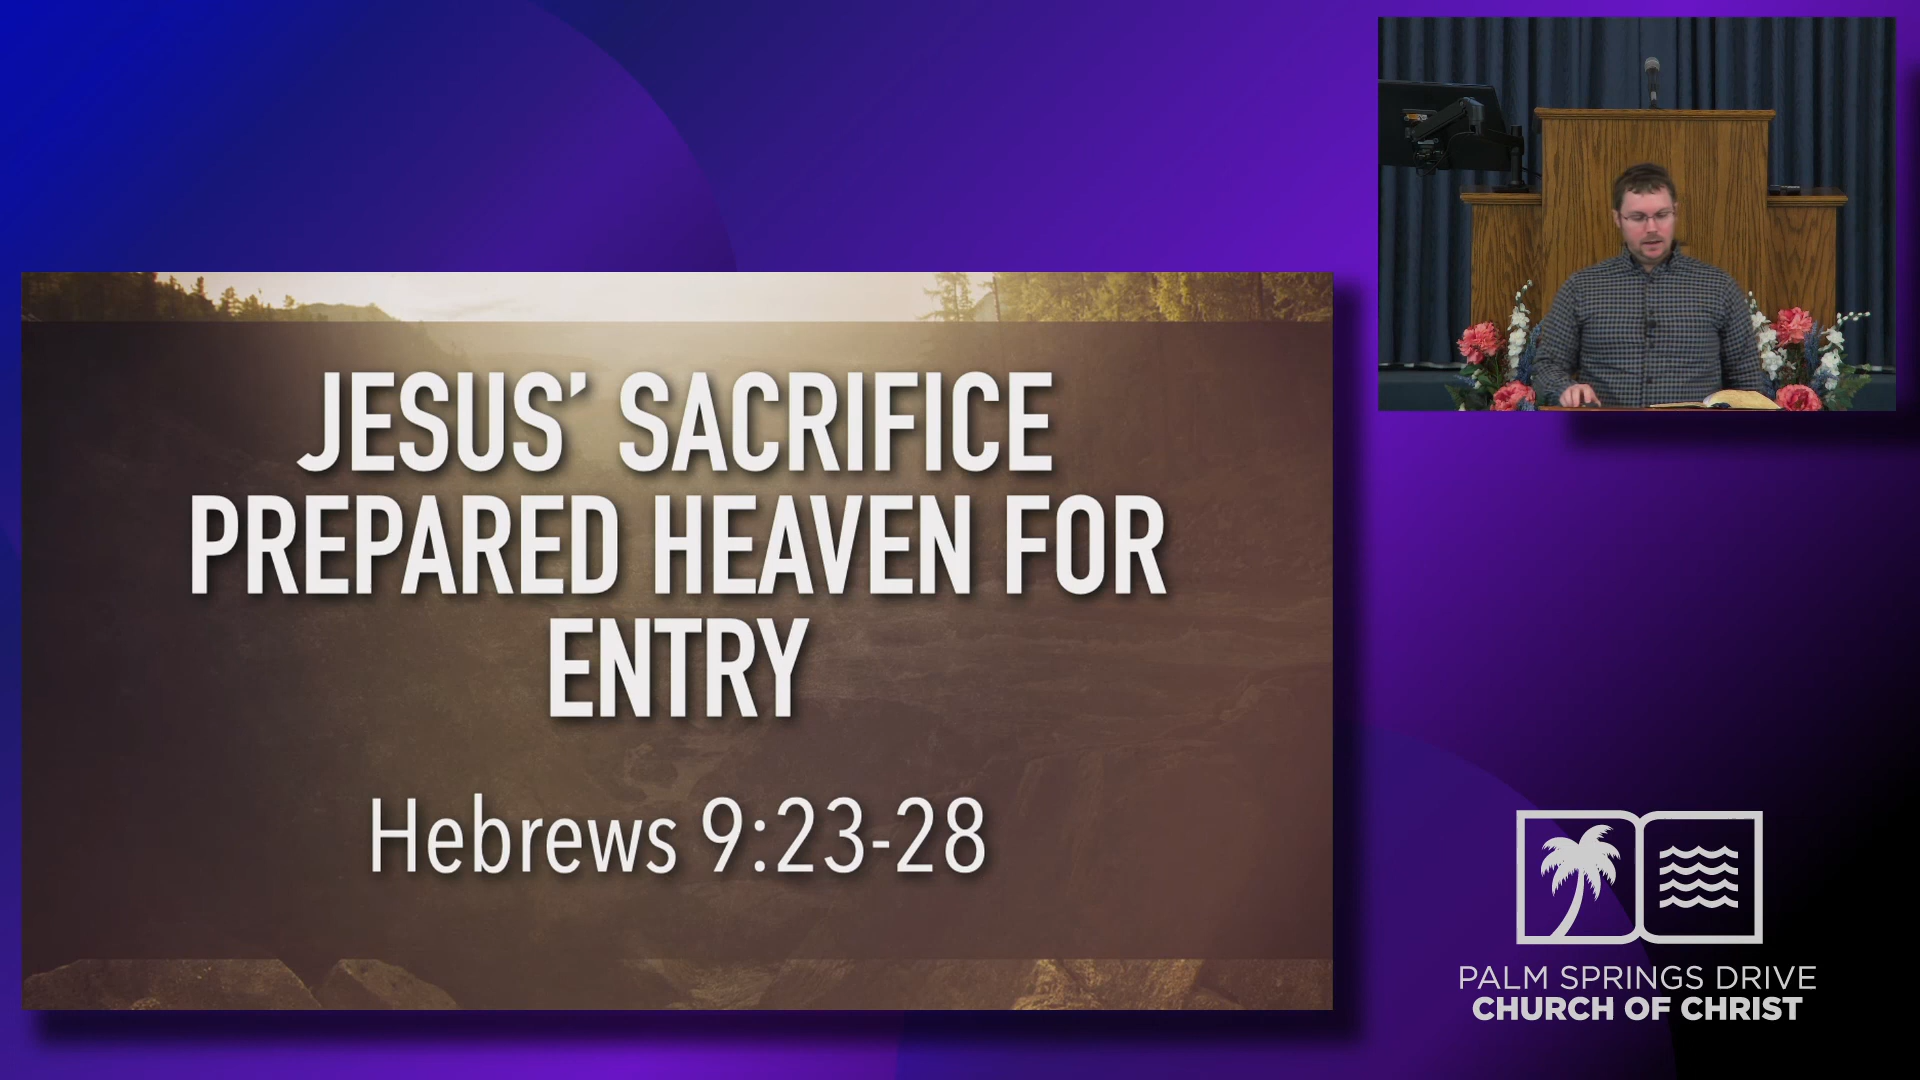 JESUS’ SACRIFICE
PREPARED HEAVEN FOR
ENTRY
Hebrews 9:23-28
PALM SPRINGS DRIVE
CHURCH OF CHRIST